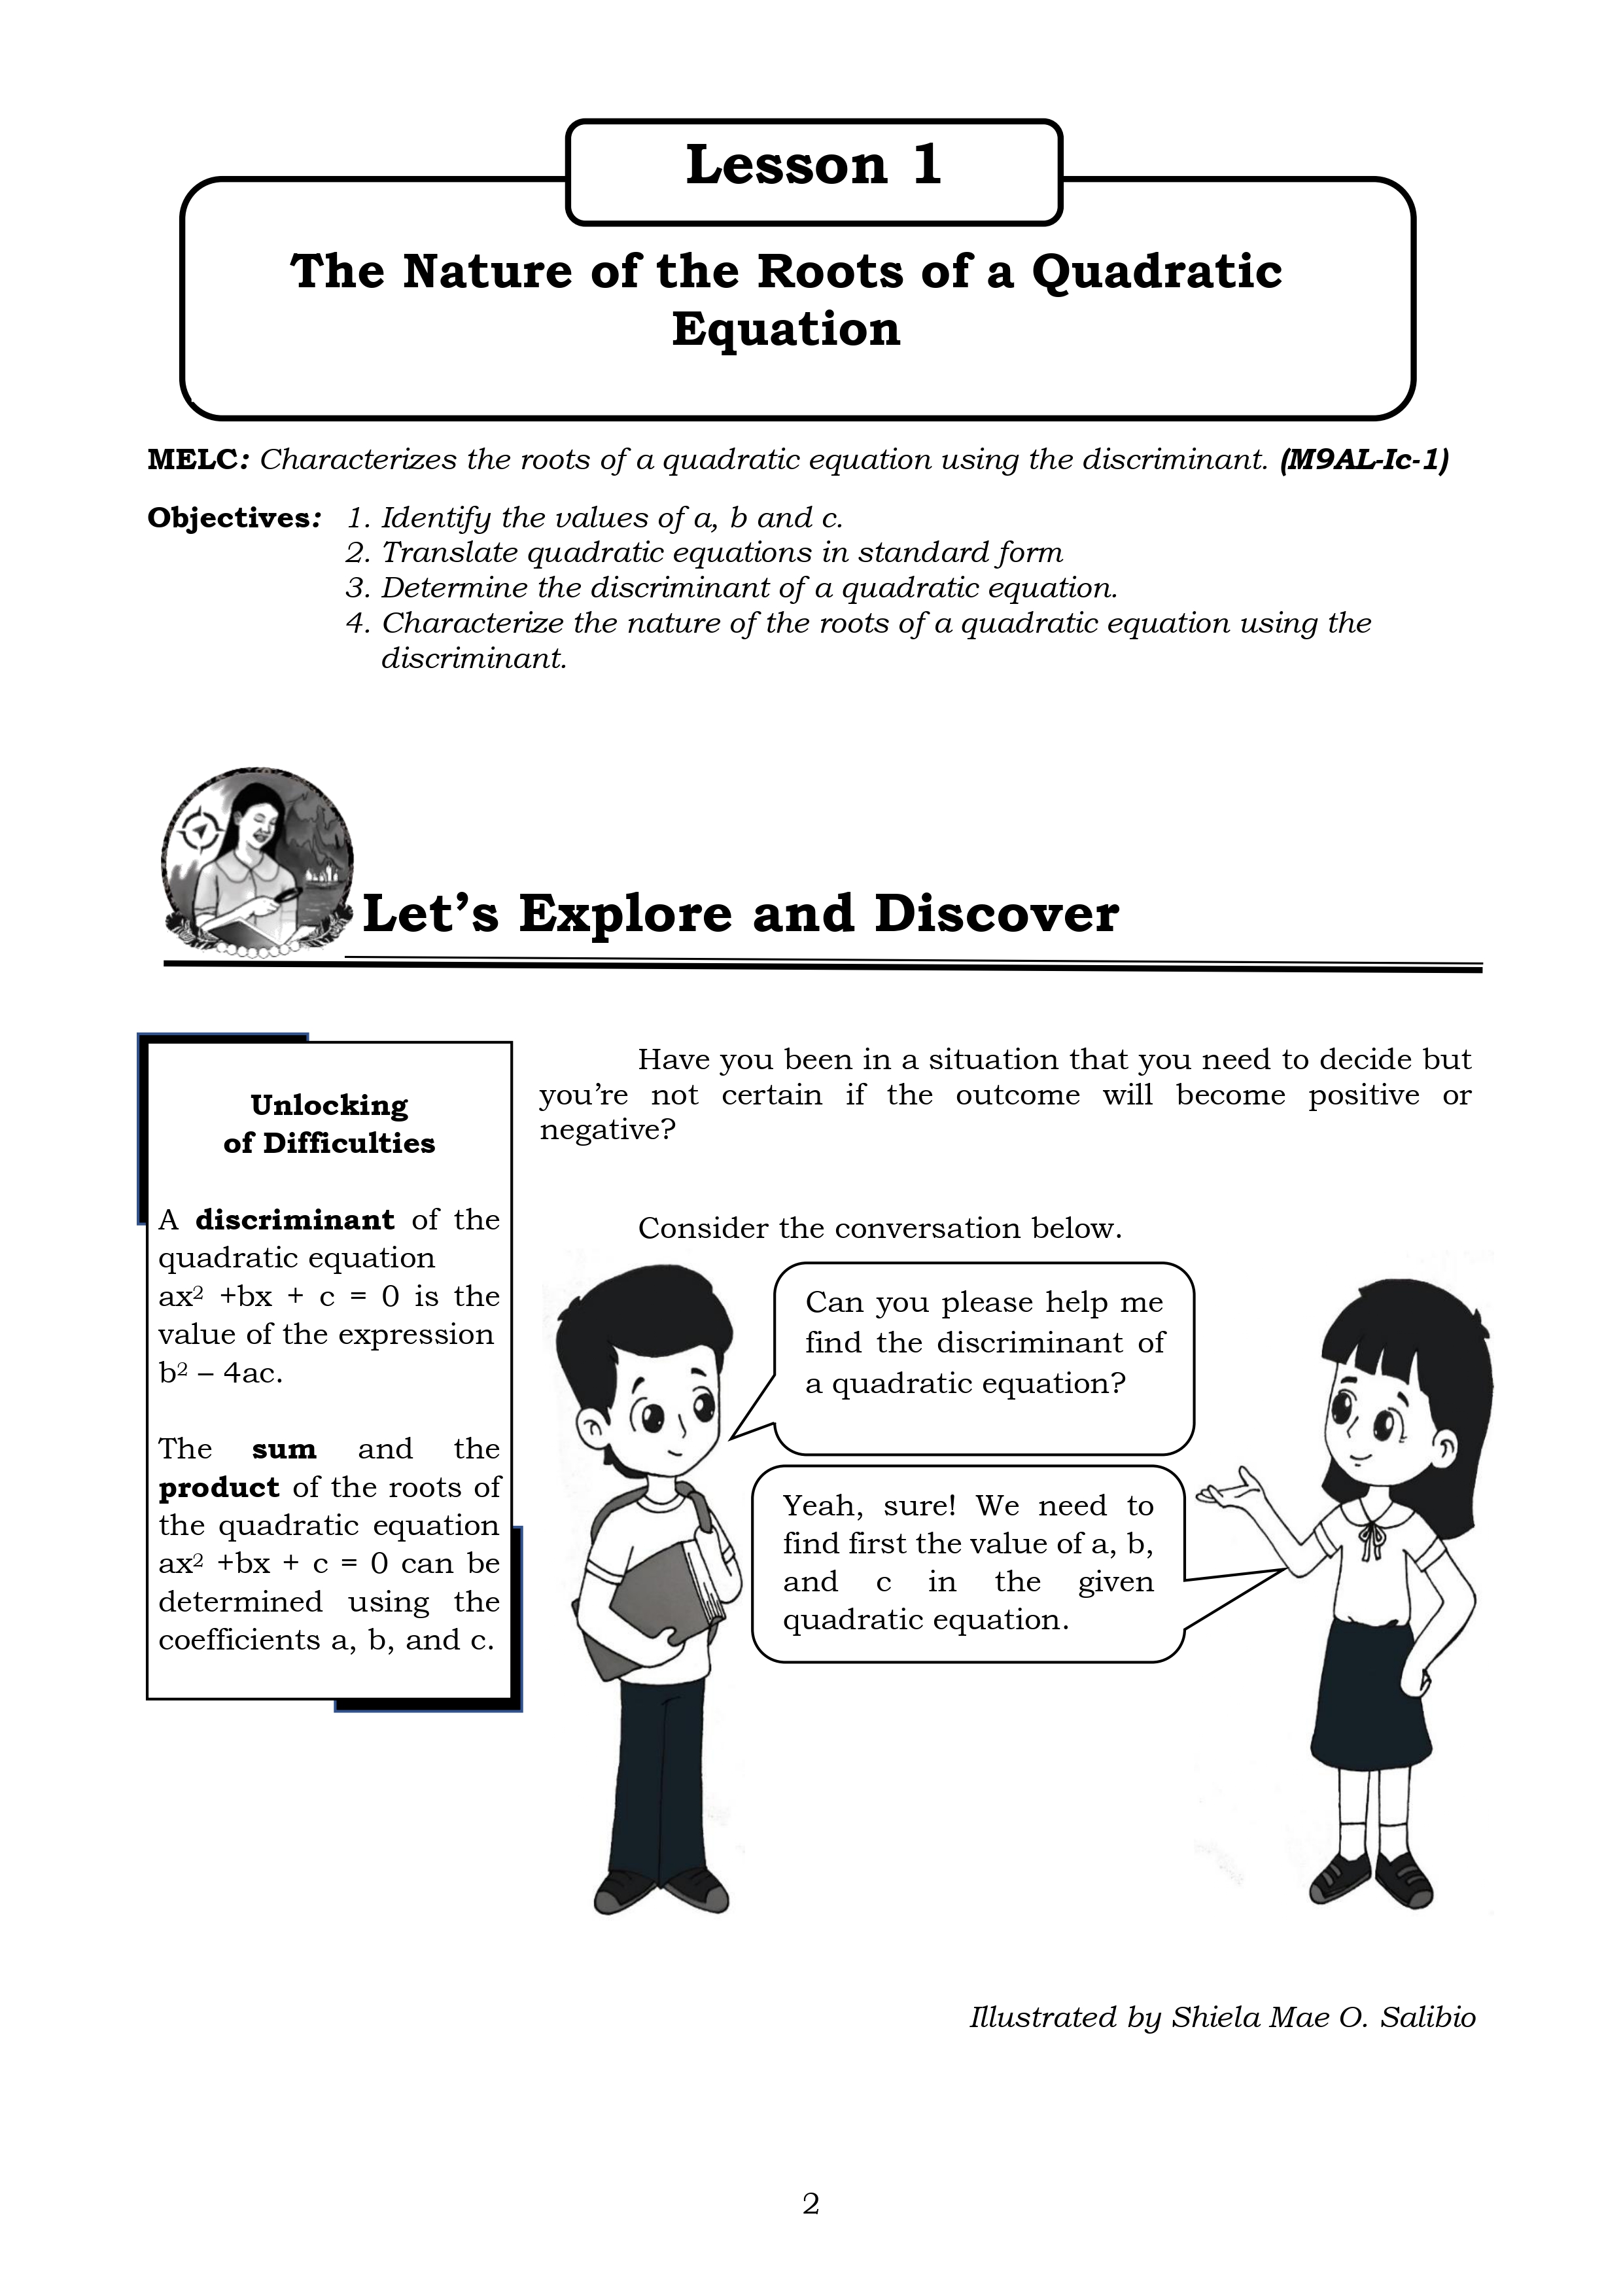 Lesson 1
The Nature of the Roots of a Quadratic
Equation
MELC: Characterizes the roots of a quadratic equation using the discriminant. (M9AL-Ic-1)
Objectives: 1. Identify the values of a, b and c.
2. Translate quadratic equations in standard form
3. Determine the discriminant of a quadratic equation.
4. Characterize the nature of the roots of a quadratic equation using the
discriminant.
Let’s Explore and Discover
Unlocking
of Difficulties
A discriminant of the
quadratic equation
ax² +bx + c = 0 is the
value of the expression
b² – 4ac.
The sum and the
product of the roots of
the quadratic equation
ax² +bx + c = 0 can be
determined using the
coefficients a, b, and c.
Have you been in a situation that you need to decide but
you’re not certain if the outcome will become positive or
negative?
Consider the conversation below.
Can you please help me
find the discriminant of
a quadratic equation?
Yeah, sure! We need to
find first the value of a, b,
and c in the given
quadratic equation.
Illustrated by Shiela Mae O. Salibio
2